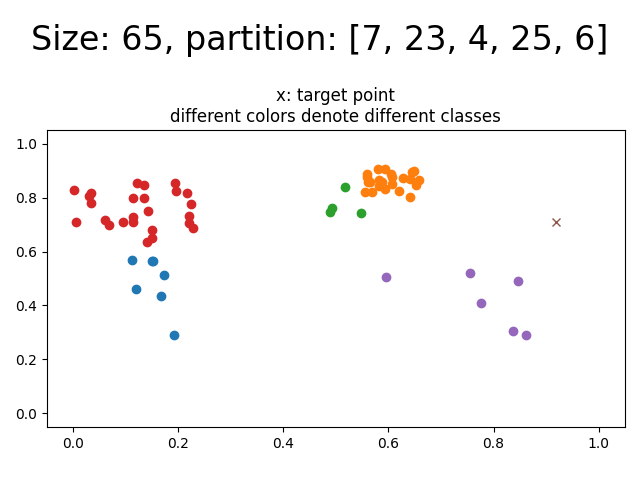 Size: 65, partition: [7, 23, 4, 25, 6]
x: target point
different colors denote different classes
1.0
0.8
0.6
0.4
0.2
0.0
0.0 0.2 0.4 0.6 0.8 1.0